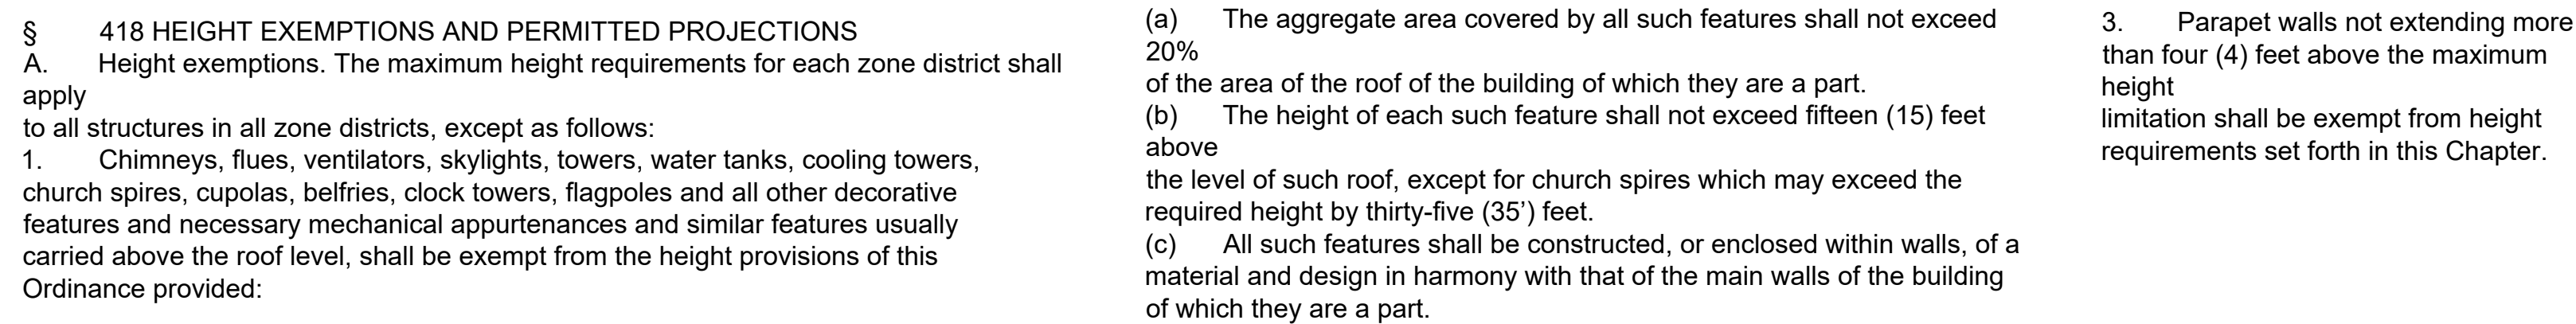 § 418 HEIGHT EXEMPTIONS AND PERMITTED PROJECTIONS
A. Height exemptions. The maximum height requirements for each zone district shall
apply
to all structures in all zone districts, except as follows:
1. Chimneys, flues, ventilators, skylights, towers, water tanks, cooling towers,
church spires, cupolas, belfries, clock towers, flagpoles and all other decorative
features and necessary mechanical appurtenances and similar features usually
carried above the roof level, shall be exempt from the height provisions of this
Ordinance provided:
(a) The aggregate area covered by all such features shall not exceed
20%
of the area of the roof of the building of which they are a part.
(b) The height of each such feature shall not exceed fifteen (15) feet
above
the level of such roof, except for church spires which may exceed the
required height by thirty-five (35’) feet.
(c) All such features shall be constructed, or enclosed within walls, of a
material and design in harmony with that of the main walls of the building
of which they are a part.
3. Parapet walls not extending more
than four (4) feet above the maximum
height
limitation shall be exempt from height
requirements set forth in this Chapter.